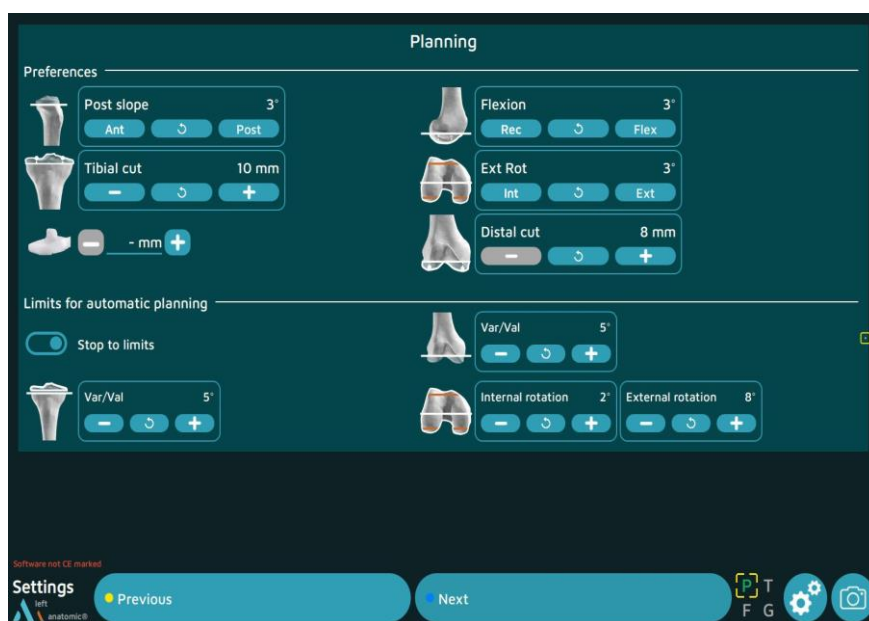 Planning
Preferences
Post slope 3°
Ant Post
Tibial cut 10 mm
- mm
Flexion 3°
Rec Flex
Ext Rot 3°
Int Ext
Distal cut 8 mm
Limits for automatic planning
Stop to limits
Var/Val 5°
Var/Val 5°
Internal rotation 2°
External rotation 8°
Software not CE marked
Settings
left
anatomic®
Previous
Next
P T
F G